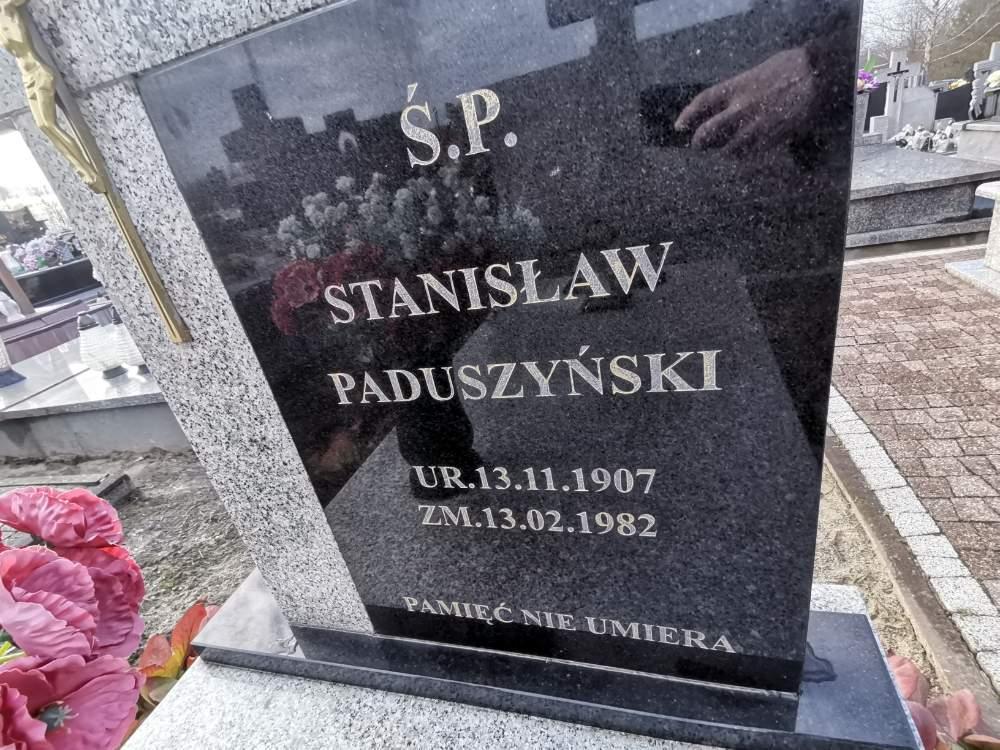 Ś.P.
STANISŁAW
PADUSZYŃSKI
UR.13.11.1907
ZM.13.02.1982
PAMIĘĆ NIE UMIERA